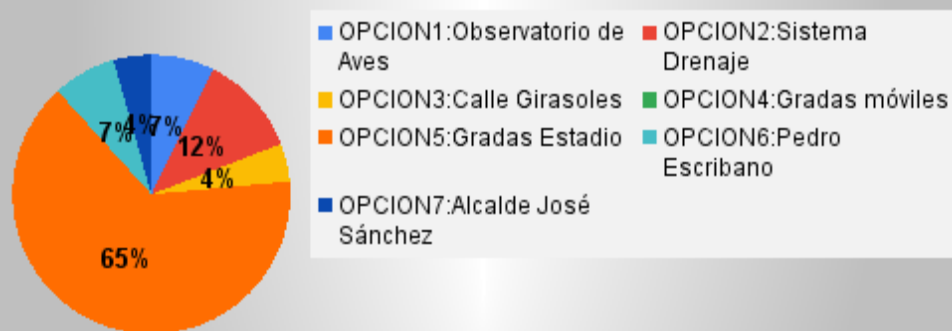 OPCION1:Observatorio de
Aves
OPCION2:Sistema
Drenaje
OPCION3:Calle Girasoles
OPCION4:Gradas móviles
OPCION5:Gradas Estadio
OPCION6:Pedro
Escribano
OPCION7:Alcalde José
Sánchez
7%
12%
4%
65%
7%
4%